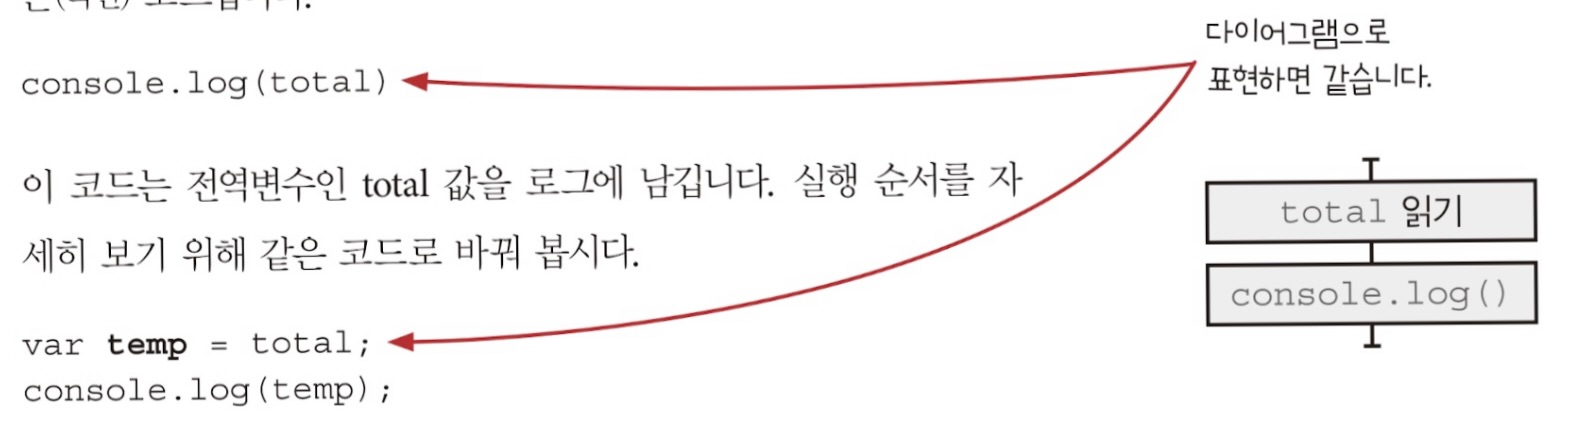 console.log(total)
다이어그램으로
표현하면 같습니다.
이 코드는 전역변수인 total 값을 로그에 남깁니다. 실행 순서를 자
세히 보기 위해 같은 코드로 바꿔 봅시다.
var temp = total;
console.log(temp);
total 읽기
console.log()